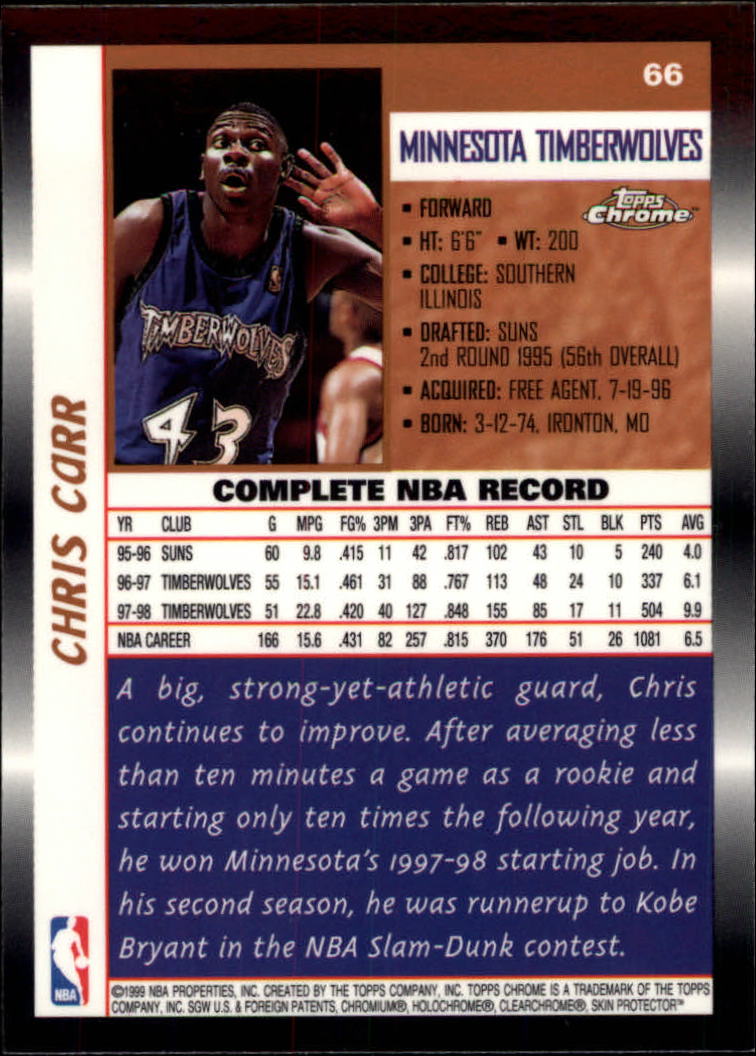 66
MINNESOTA TIMBERWOLVES
TOPPS
Chrome™
▪ FORWARD
▪ HT: 6'6" ▪ WT: 200
▪ COLLEGE: SOUTHERN
ILLINOIS
▪ DRAFTED: SUNS
2nd ROUND 1995 (56th OVERALL)
▪ ACQUIRED: FREE AGENT, 7-19-96
▪ BORN: 3-12-74, IRONTON, MO
TIMBERWOLVES
43
CHRIS CARR
COMPLETE NBA RECORD
YR CLUB G MPG FG% 3PM 3PA FT% REB AST STL BLK PTS AVG
95-96 SUNS 60 9.8 .415 11 42 .817 102 43 10 5 240 4.0
96-97 TIMBERWOLVES 55 15.1 .461 31 88 .767 113 48 24 10 337 6.1
97-98 TIMBERWOLVES 51 22.8 .420 40 127 .848 155 85 17 11 504 9.9
NBA CAREER 166 15.6 .431 82 257 .815 370 176 51 26 1081 6.5
A big, strong-yet-athletic guard, Chris
continues to improve. After averaging less
than ten minutes a game as a rookie and
starting only ten times the following year,
he won Minnesota's 1997-98 starting job. In
his second season, he was runnerup to Kobe
Bryant in the NBA Slam-Dunk contest.
NBA
©1999 NBA PROPERTIES, INC. CREATED BY THE TOPPS COMPANY, INC. TOPPS CHROME IS A TRADEMARK OF THE TOPPS
COMPANY, INC. SGW U.S. & FOREIGN PATENTS, CHROMIUM®, HOLOCHROME®, CLEARCHROME®, SKIN PROTECTOR™